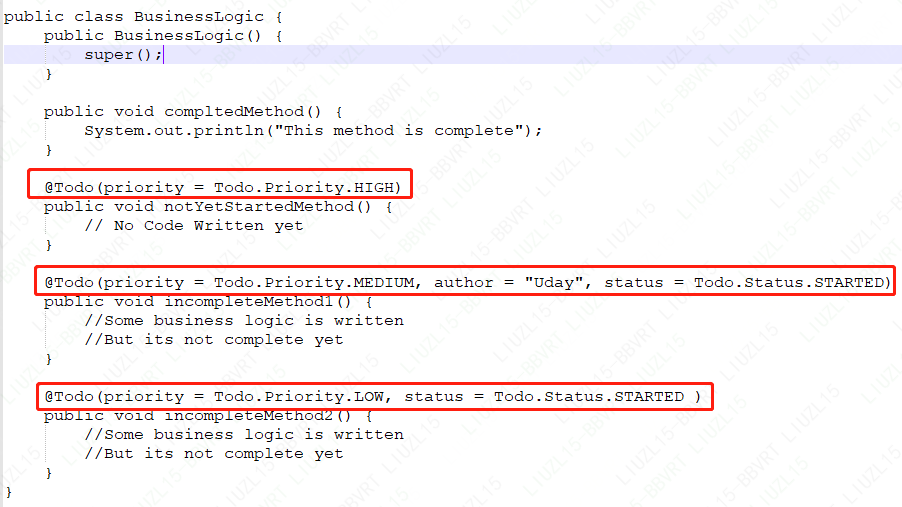 public class BusinessLogic {
    public BusinessLogic() {
        super();
    }

    public void compltedMethod() {
        System.out.println("This method is complete");
    }

    @Todo(priority = Todo.Priority.HIGH)
    public void notYetStartedMethod() {
        // No Code Written yet
    }

    @Todo(priority = Todo.Priority.MEDIUM, author = "Uday", status = Todo.Status.STARTED)
    public void incompleteMethod1() {
        //Some business logic is written
        //But its not complete yet
    }

    @Todo(priority = Todo.Priority.LOW, status = Todo.Status.STARTED )
    public void incompleteMethod2() {
        //Some business logic is written
        //But its not complete yet
    }
}